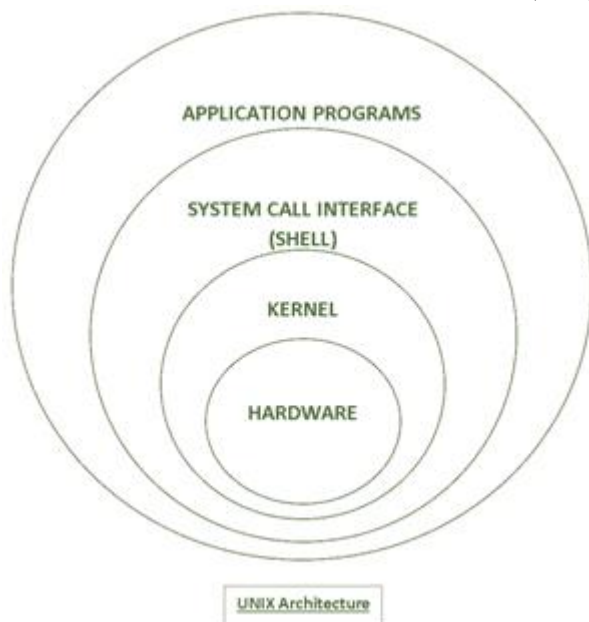 APPLICATION PROGRAMS
SYSTEM CALL INTERFACE
(SHELL)
KERNEL
HARDWARE
UNIX Architecture